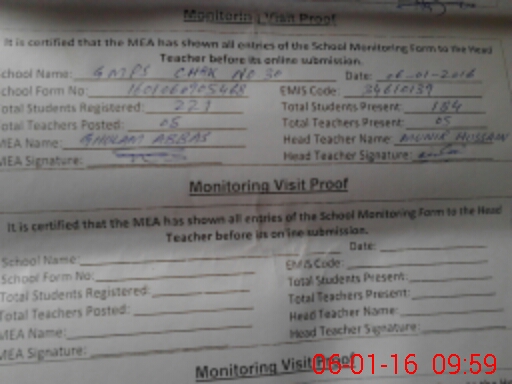 Monitoring Visit Proof
It is certified that the MEA has shown all entries of the School Monitoring Form to the Head
Teacher before its online submission.
School Name: GMPS CHAK NO 30 Date: 06-01-2016
School Form No: EMIS Code:
Total Students Registered: 221 Total Students Present: 184
Total Teachers Posted: 05 Total Teachers Present: 05
MEA Name: GHULAM ABBAS Head Teacher Name: MUNIR HUSSAIN
MEA Signature: Head Teacher Signature:
Monitoring Visit Proof
It is certified that the MEA has shown all entries of the School Monitoring Form to the Head
Teacher before its online submission.
School Name: Date:
School Form No: EMIS Code:
Total Students Registered: Total Students Present:
Total Teachers Posted: Total Teachers Present:
MEA Name: Head Teacher Name:
MEA Signature: Head Teacher Signature:
Monitoring Visit Proof
06-01-16 09:59